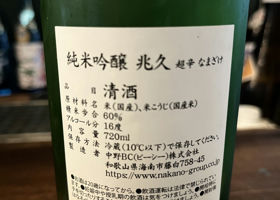 純米吟醸 兆久 超辛 なまざけ
品目 清酒
原材料名 米(国産)、米こうじ(国産米)
精米歩合 60%
アルコール分 16度
内容量 720ml
保存方法 冷蔵(10℃以下)で保存してください。
製造者 中野BC(ビーシー)株式会社
和歌山県海南市藤白758-45
https://www.nakano-group.co.jp